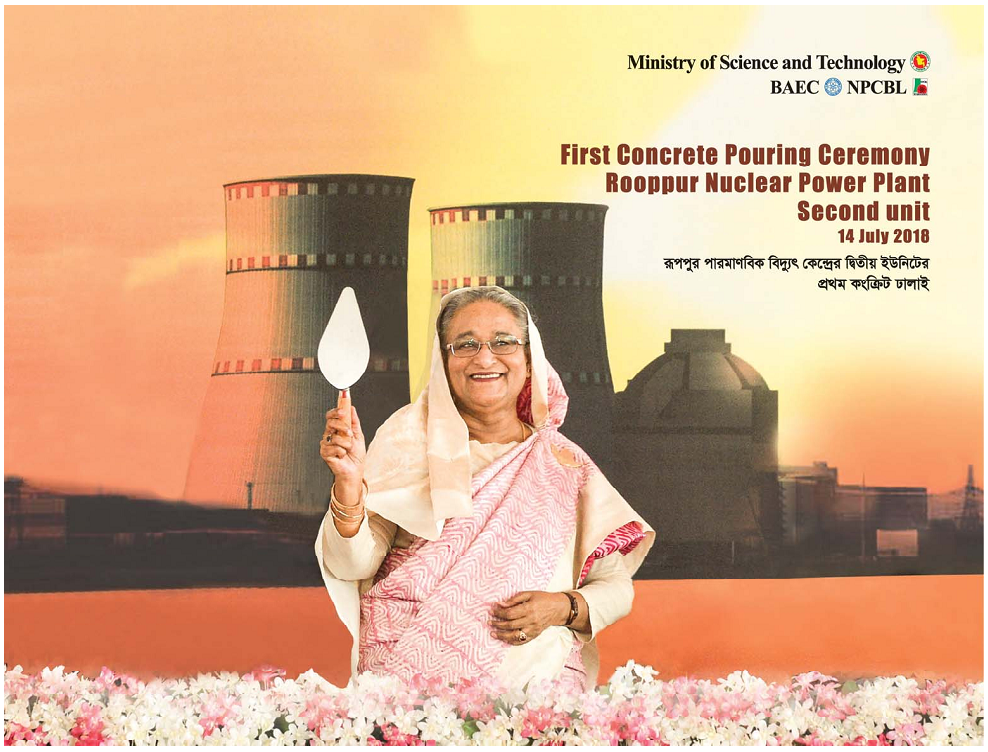 Ministry of Science and Technology
BAEC NPCBL
First Concrete Pouring Ceremony
Rooppur Nuclear Power Plant
Second unit
14 July 2018
রূপপুর পারমাণবিক বিদ্যুৎ কেন্দ্রের দ্বিতীয় ইউনিটের
প্রথম কংক্রিট ঢালাই